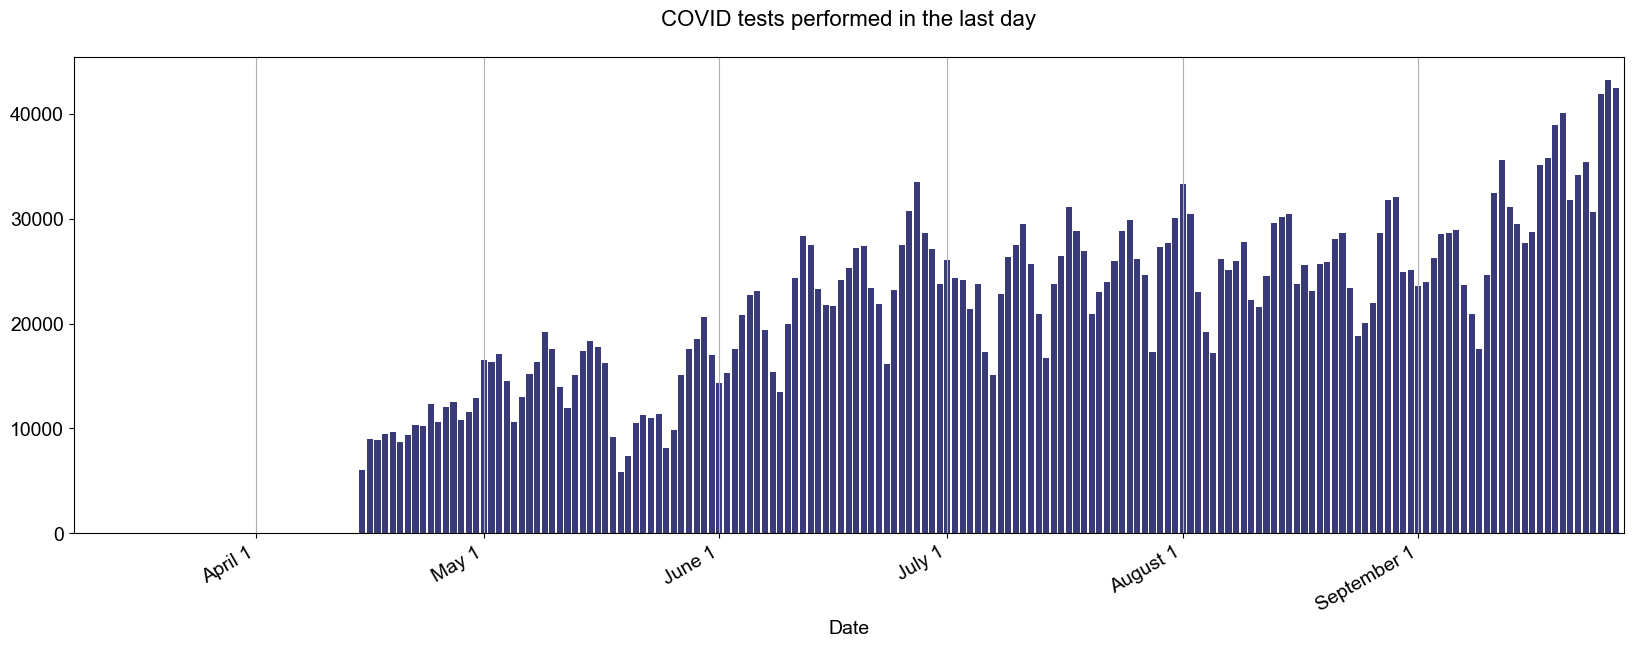 COVID tests performed in the last day
40000
30000
20000
10000
0
April 1
May 1
June 1
July 1
August 1
September 1
Date